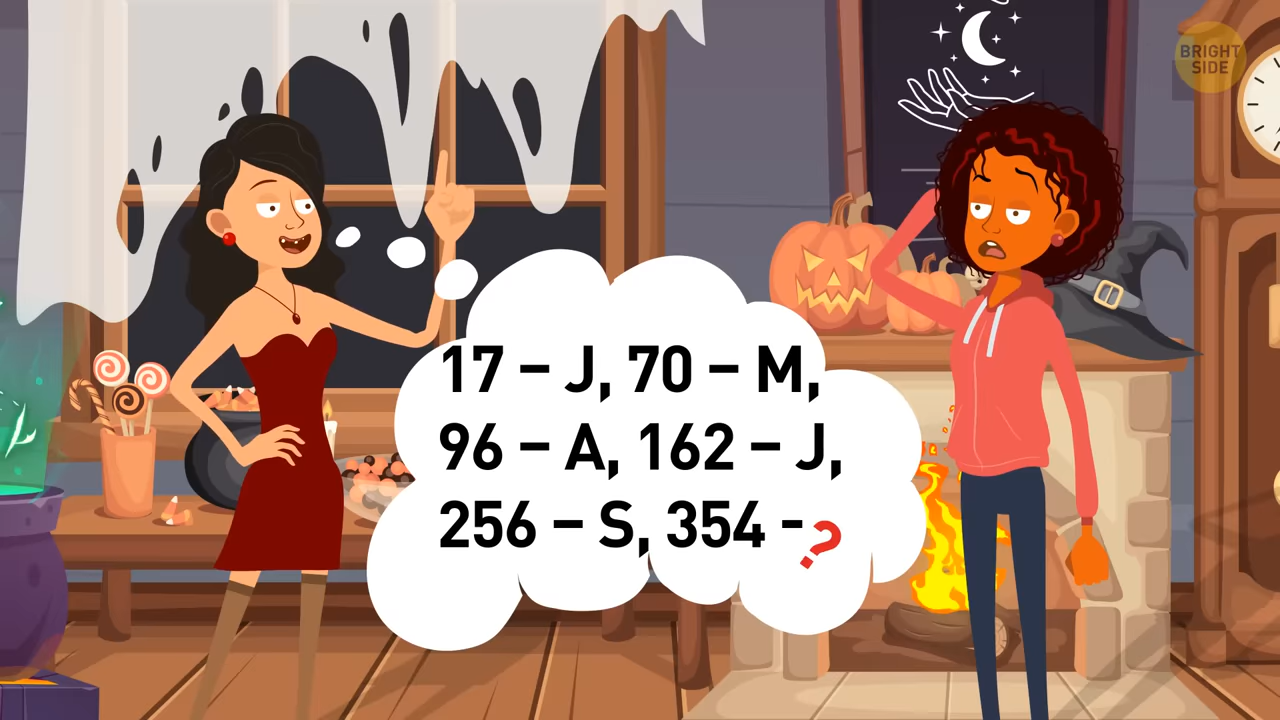 BRIGHT
SIDE
17 – J, 70 – M,
96 – A, 162 – J,
256 – S, 354 -?